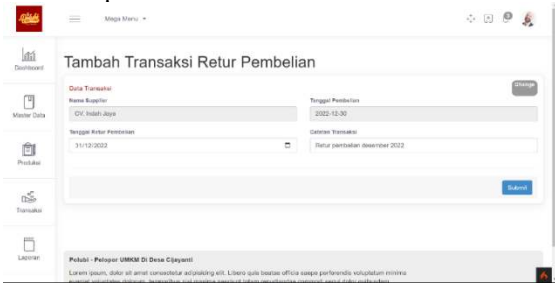 Mega Menu
Dashboard
Master Data
Produksi
Transaksi
Laporan
Tambah Transaksi Retur Pembelian
Data Transaksi
Change
Nama Supplier
Tanggal Pembelian
CV. Indah Jaya
2022-12-30
Tanggal Retur Pembelian
Catatan Transaksi
31/12/2022
Retur pembelian desember 2022
Submit
Polubi - Pelopor UMKM Di Desa Cijayanti
Lorem ipsum, dolor sit amet consectetur adipisicing elit. Libero quis beatae officia saepe perferendis voluptatum minima